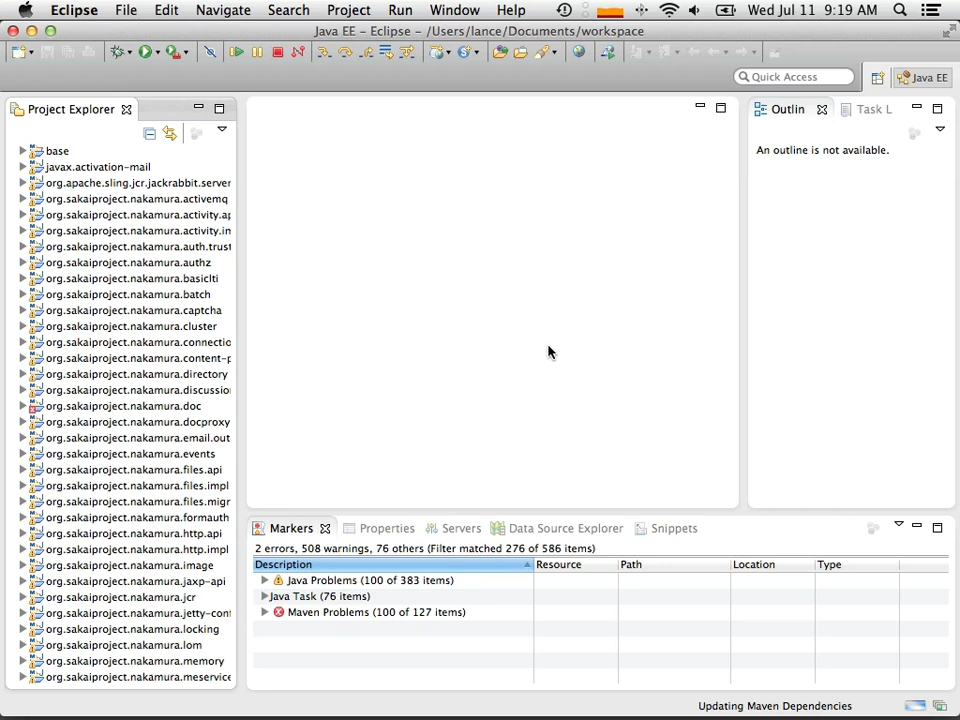 Eclipse File Edit Navigate Search Project Run Window Help Wed Jul 11 9:19 AM
Java EE - Eclipse - /Users/lance/Documents/workspace
Quick Access
Java EE
Project Explorer
Outlin
Task L
An outline is not available.
base
javax.activation-mail
org.apache.sling.jcr.jackrabbit.server
org.sakaiproject.nakamura.activemq
org.sakaiproject.nakamura.activity.ap
org.sakaiproject.nakamura.activity.in
org.sakaiproject.nakamura.auth.trust
org.sakaiproject.nakamura.authz
org.sakaiproject.nakamura.basiclti
org.sakaiproject.nakamura.batch
org.sakaiproject.nakamura.captcha
org.sakaiproject.nakamura.cluster
org.sakaiproject.nakamura.connectio
org.sakaiproject.nakamura.content-p
org.sakaiproject.nakamura.directory
org.sakaiproject.nakamura.discussio
org.sakaiproject.nakamura.doc
org.sakaiproject.nakamura.docproxy
org.sakaiproject.nakamura.email.out
org.sakaiproject.nakamura.events
org.sakaiproject.nakamura.files.api
org.sakaiproject.nakamura.files.impl
org.sakaiproject.nakamura.files.migr
org.sakaiproject.nakamura.formauth
org.sakaiproject.nakamura.http.api
org.sakaiproject.nakamura.http.impl
org.sakaiproject.nakamura.image
org.sakaiproject.nakamura.jaxp-api
org.sakaiproject.nakamura.jcr
org.sakaiproject.nakamura.jetty-con
org.sakaiproject.nakamura.locking
org.sakaiproject.nakamura.lom
org.sakaiproject.nakamura.memory
org.sakaiproject.nakamura.meservice
Markers Properties Servers Data Source Explorer Snippets
2 errors, 508 warnings, 76 others (Filter matched 276 of 586 items)
Description Resource Path Location Type
Java Problems (100 of 383 items)
Java Task (76 items)
Maven Problems (100 of 127 items)
Updating Maven Dependencies